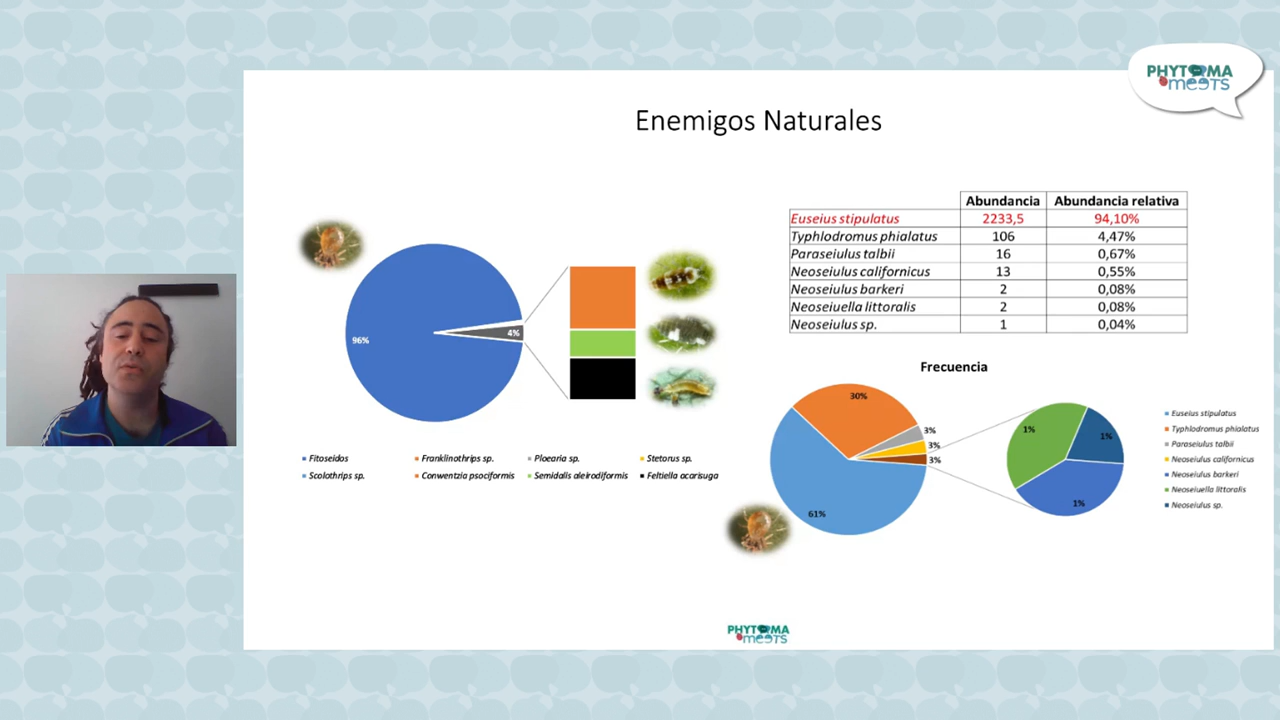 PHYTOMA
meets
Enemigos Naturales
Abundancia Abundancia relativa
Euseius stipulatus 2233,5 94,10%
Typhlodromus phialatus 106 4,47%
Paraseiulus talbii 16 0,67%
Neoseiulus californicus 13 0,55%
Neoseiulus barkeri 2 0,08%
Neoseiuella littoralis 2 0,08%
Neoseiulus sp. 1 0,04%
96%
4%
Fitoseidos Franklinothrips sp. Ploearia sp. Stetorus sp.
Scolothrips sp. Conwentzia psociformis Semidalis aleirodiformis Feltiella acarisuga
Frecuencia
30%
3%
3%
3%
61%
1%
1%
1%
Euseius stipulatus
Typhlodromus phialatus
Paraseiulus talbii
Neoseiulus californicus
Neoseiulus barkeri
Neoseiuella littoralis
Neoseiulus sp.
PHYTOMA
meets